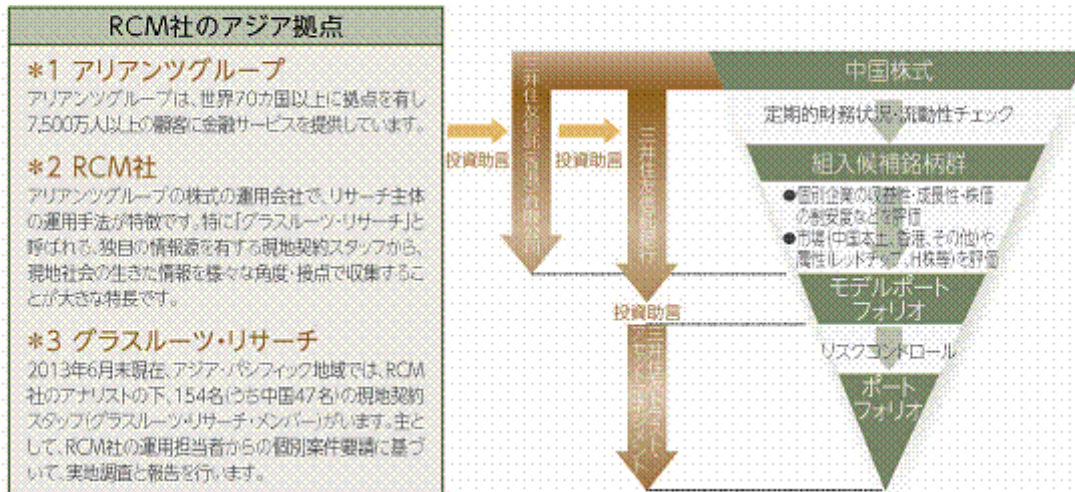 RCM社のアジア拠点
*1 アリアンツグループ
アリアンツグループは、世界70カ国以上に拠点を有し
7,500万人以上の顧客に金融サービスを提供しています。
*2 RCM社
アリアンツグループの株式の運用会社で、リサーチ主体
の運用手法が特徴です。特に「グラスルーツ・リサーチ」と
呼ばれる、独自の情報源を有する現地契約スタッフから、
現地社会の生きた情報を様々な角度・接点で収集するこ
とが大きな特長です。
*3 グラスルーツ・リサーチ
2013年6月末現在、アジア・パシフィック地域では、RCM
社のアナリストの下、154名(うち中国47名)の現地契約
スタッフ(グラスルーツ・リサーチ・メンバー)がいます。主と
して、RCM社の運用担当者からの個別案件要請に基づ
いて、実地調査と報告を行います。
投資助言
投資助言
三井住友信託銀行
投資助言
中国株式
定期的財務状況・流動性チェック
組入候補銘柄群
●個別企業の収益性・成長性・株価
の割安度などを評価
●市場(中国本土、香港、その他)や
属性(レッドチップ、H株等)を評価
モデルポート
フォリオ
リスクコントロール
ポート
フォリオ